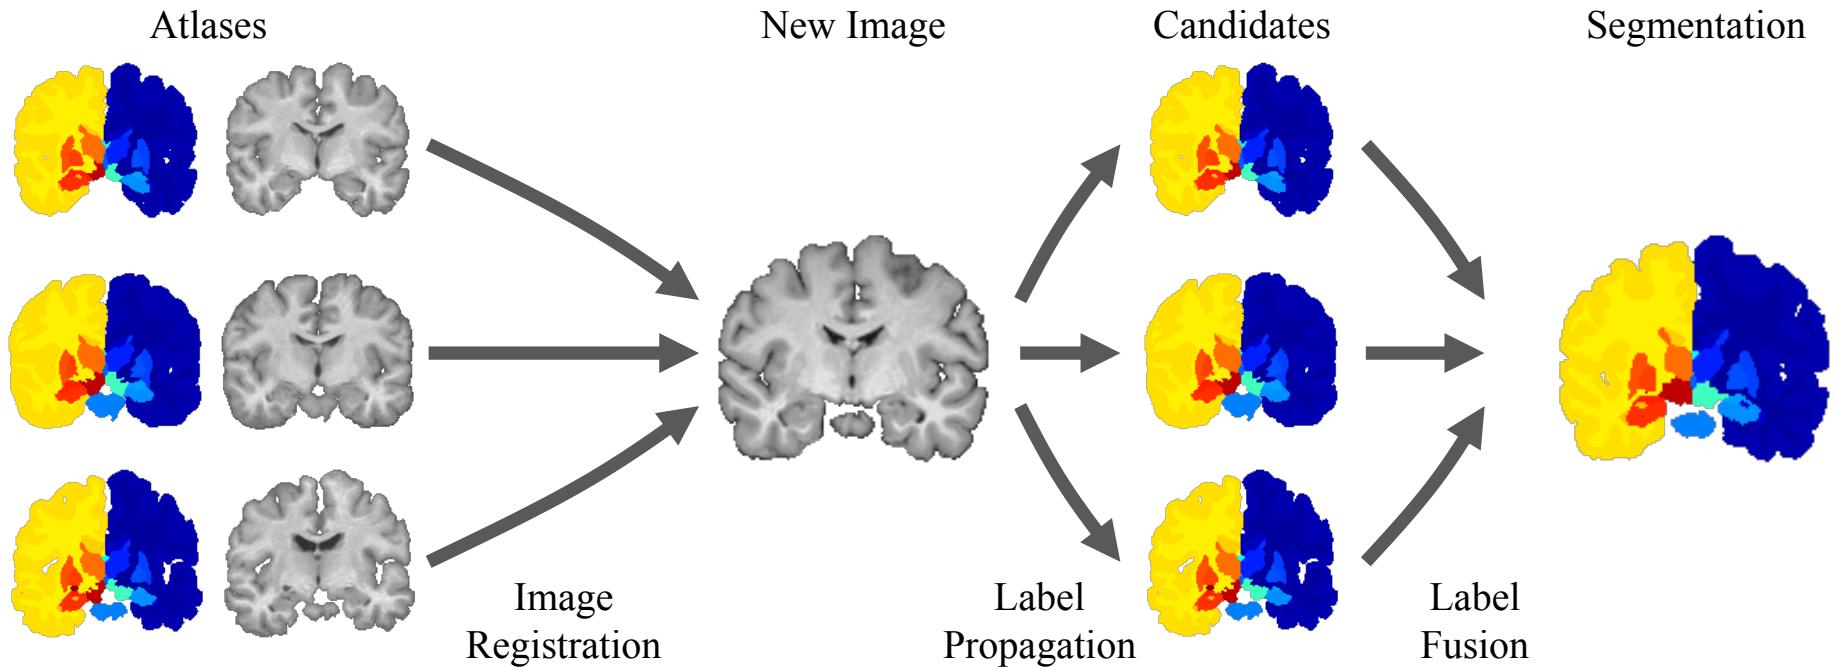 Atlases
New Image
Candidates
Segmentation
Image
Registration
Label
Propagation
Label
Fusion